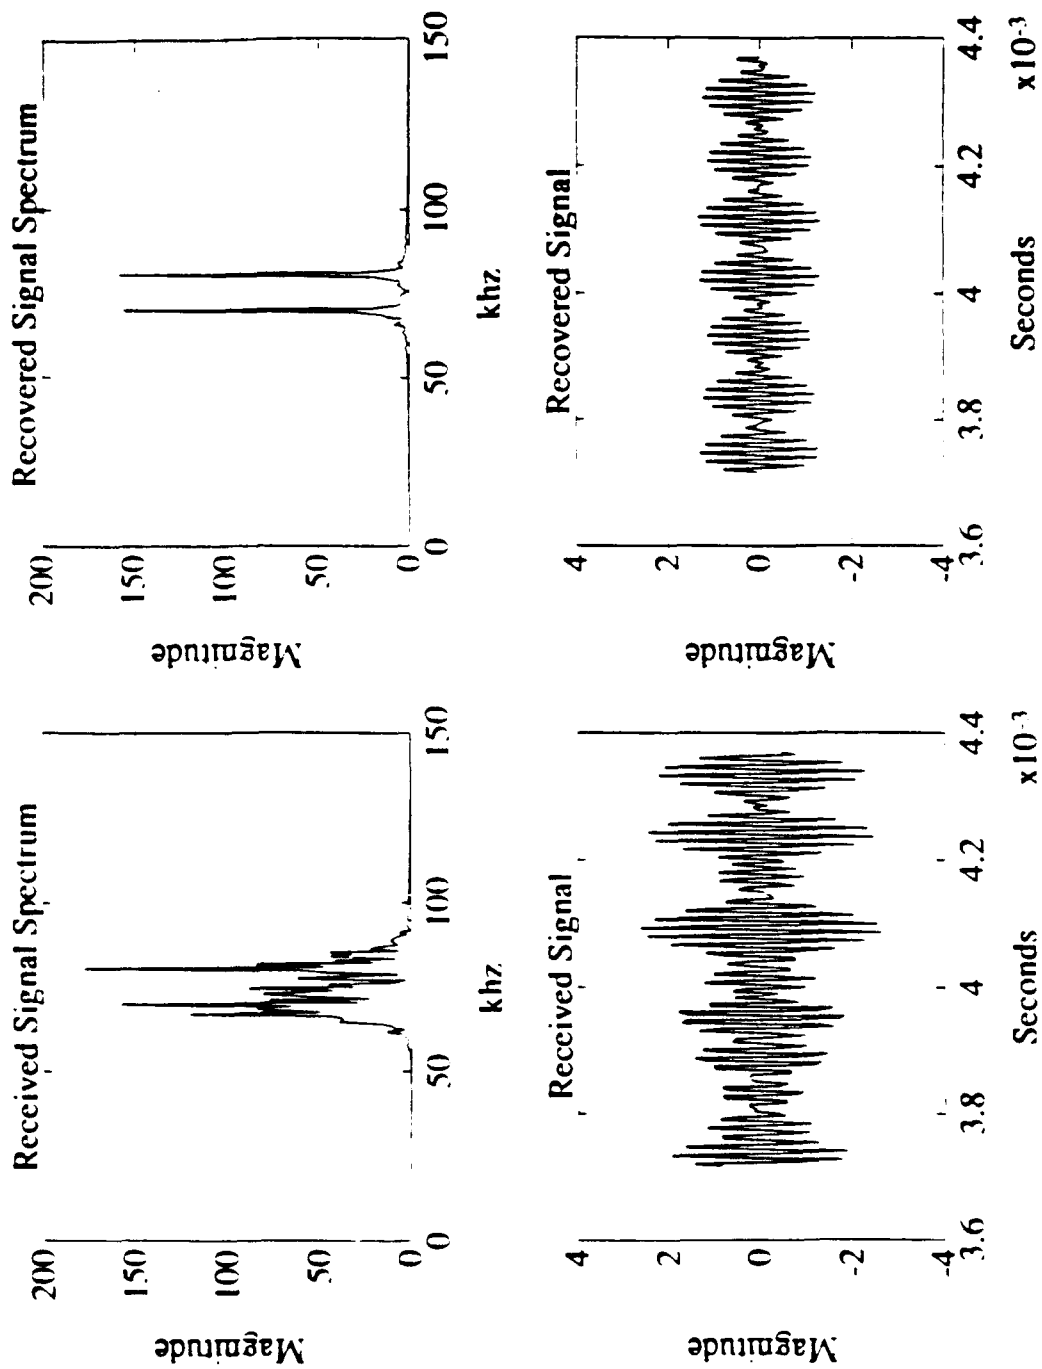 Received Signal Spectrum
200
150
100
50
0
Magnitude
0
50
100
150
khz
Recovered Signal Spectrum
200
150
100
50
0
Magnitude
0
50
100
150
khz
Received Signal
4
2
0
-2
-4
Magnitude
3.6
3.8
4
4.2
4.4
Seconds
x10-3
Recovered Signal
4
2
0
-2
-4
Magnitude
3.6
3.8
4
4.2
4.4
Seconds
x10-3